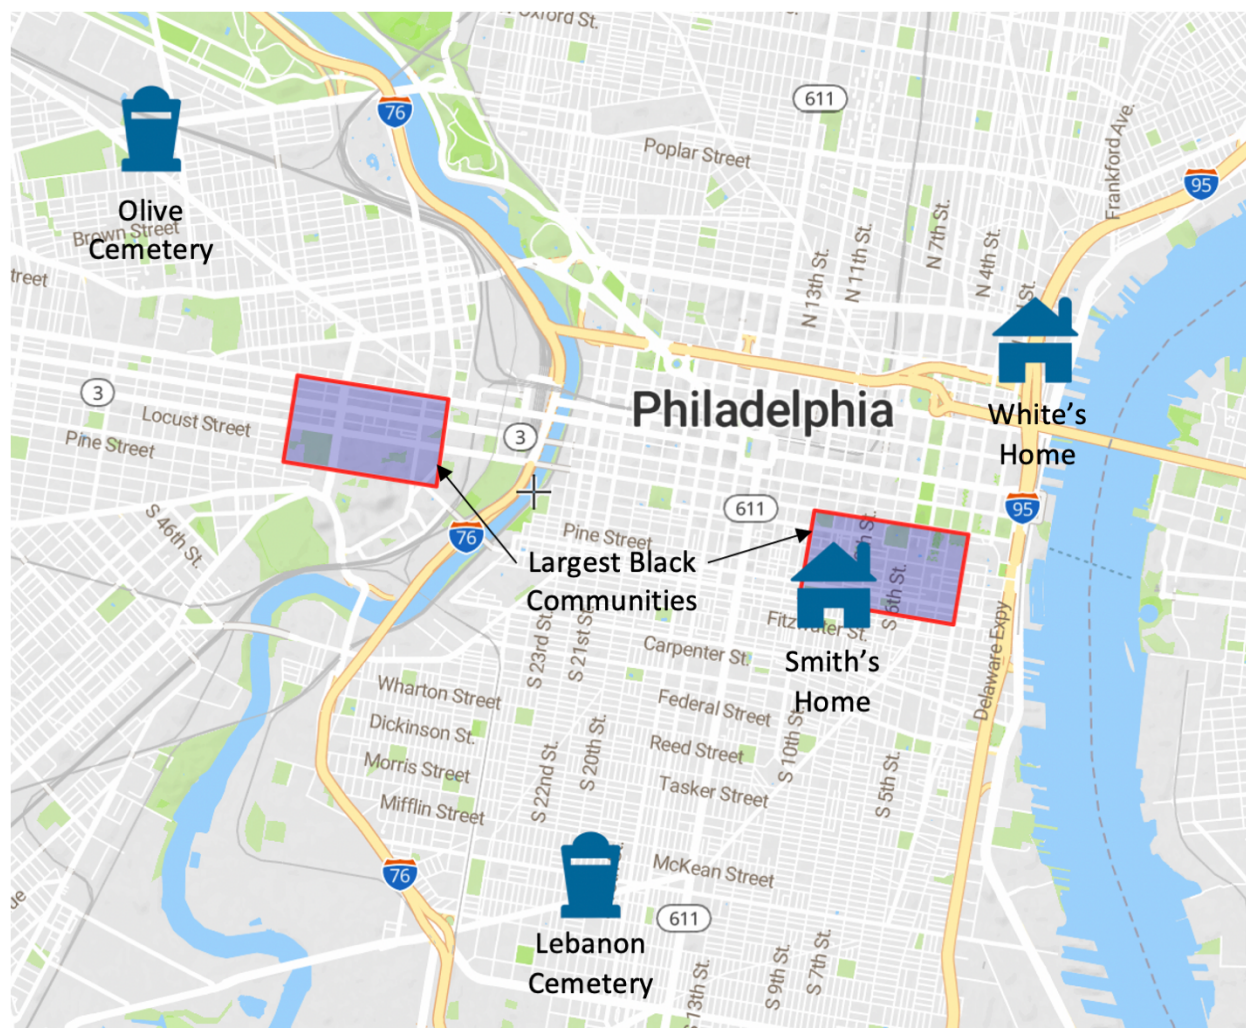 Oxford St.
76
611
Poplar Street
Frankford Ave.
95
Olive
Cemetery
Brown Street
treet
N 13th St.
N 11th St.
N 7th St.
N 4th St.
St.
3
Locust Street
Pine Street
3
Philadelphia
White's
Home
S 46th St.
76
611
95
Pine Street
Largest Black
Communities
S 6th St.
Fitzwater St.
Smith's
Home
Delaware Expy
S 23rd St.
S 21st St.
Carpenter St.
Wharton Street
Federal Street
Dickinson St.
Reed Street
Morris Street
Tasker Street
Mifflin Street
S 22nd St.
S 20th St.
S 10th St.
S 5th St.
76
McKean Street
611
Lebanon
Cemetery
S 13th St.
S 9th St.
S 7th St.